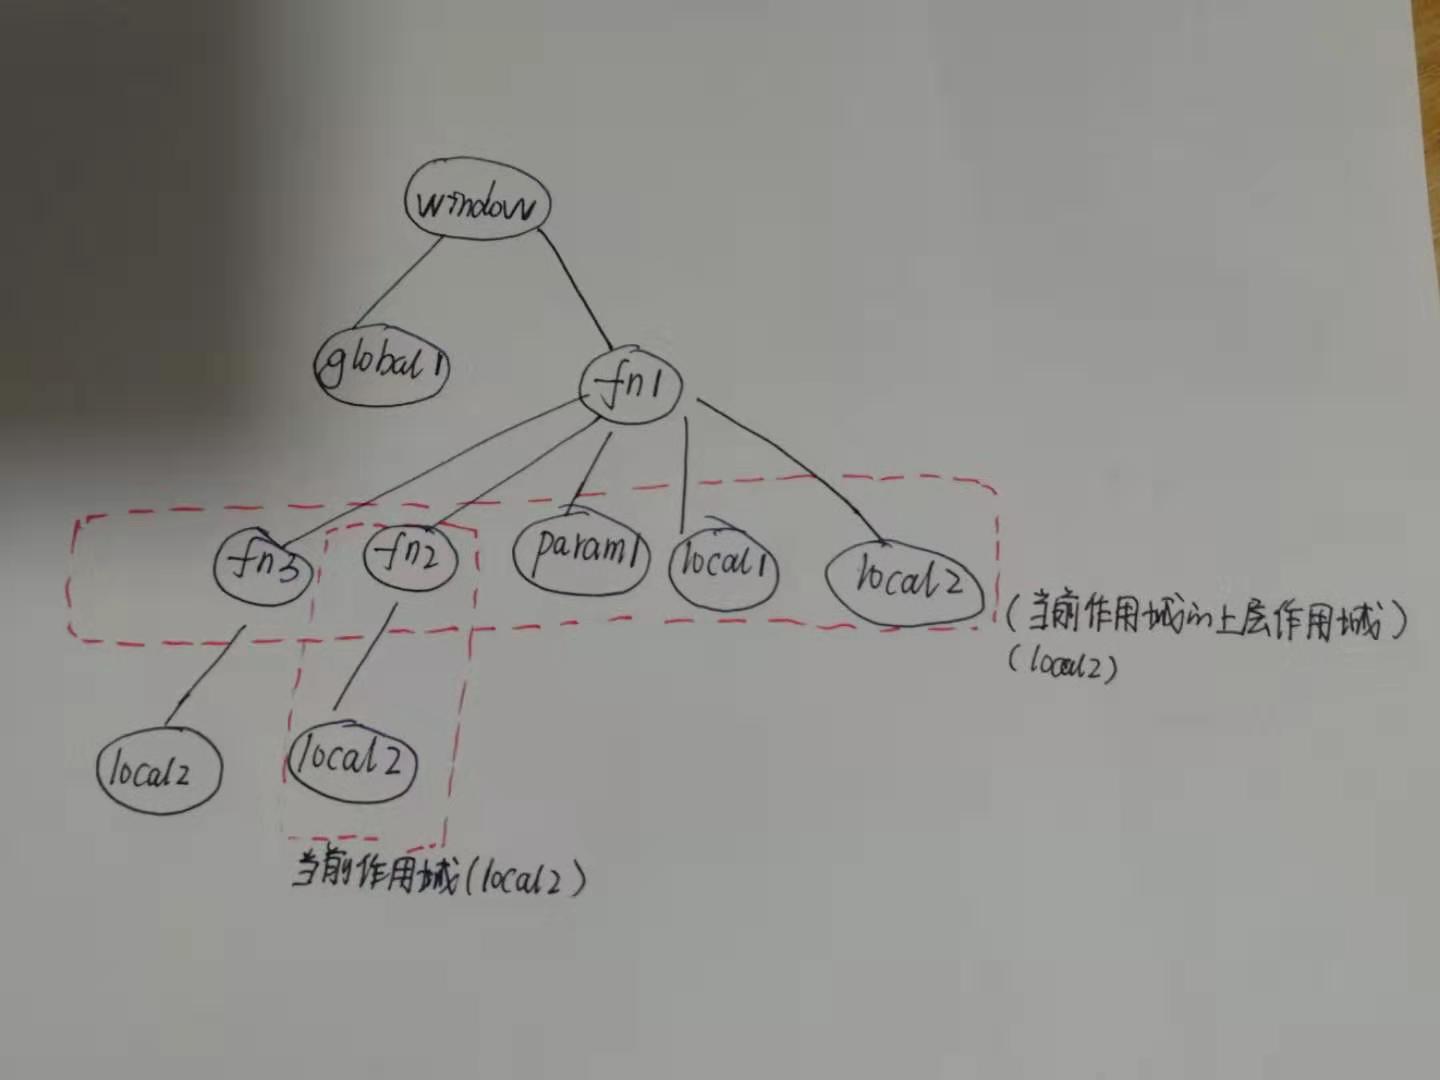 window
global1
fn1
fn3
fn2
param1
local1
local2
(当前作用域的上层作用域)
(local2)
local2
local2
当前作用域(local2)